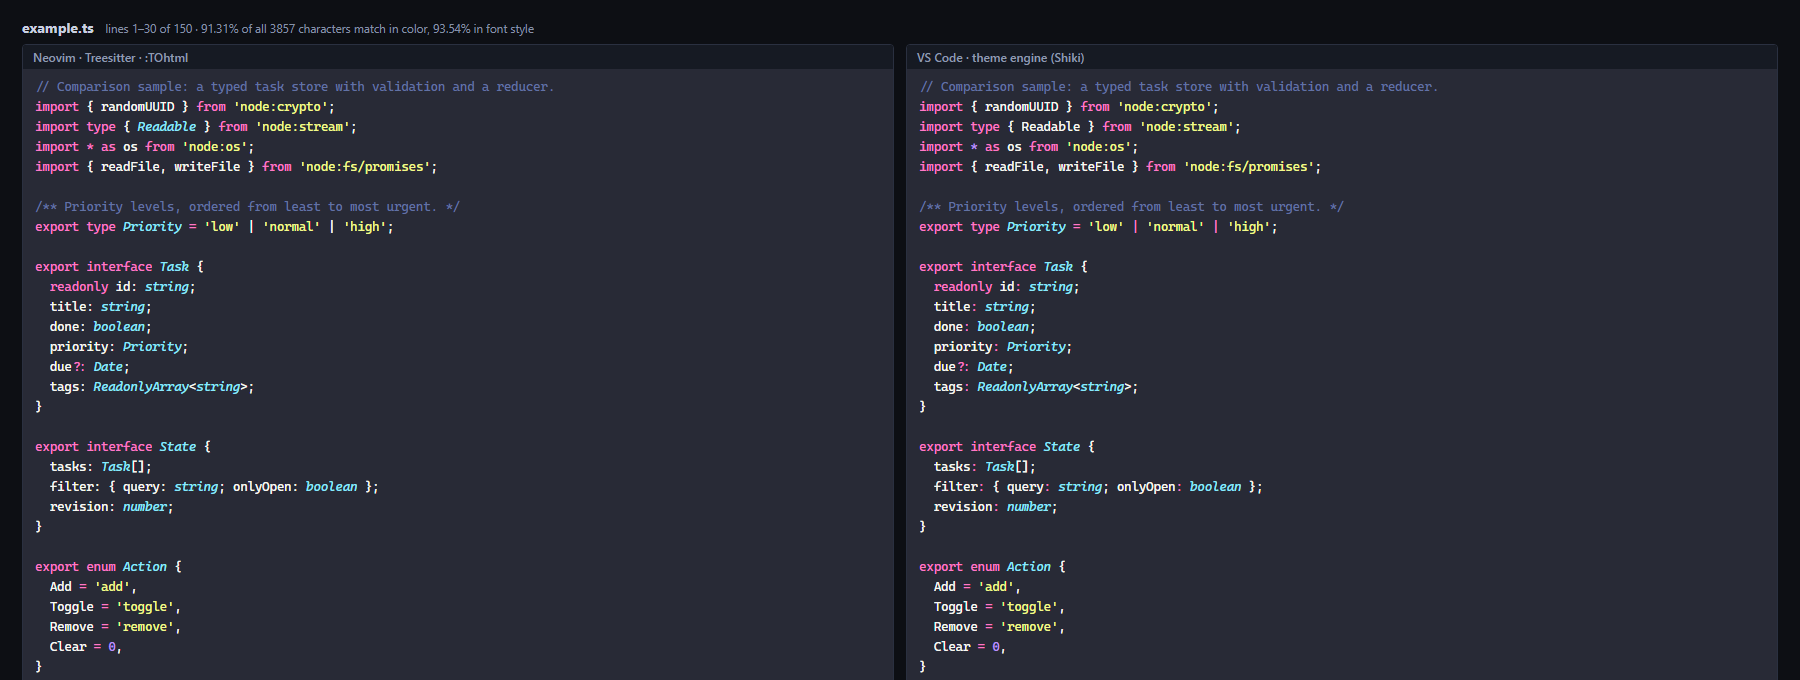 example.ts lines 1–30 of 150 · 91.31% of all 3857 characters match in color, 93.54% in font style
Neovim · Treesitter · :TOhtml
// Comparison sample: a typed task store with validation and a reducer.
import { randomUUID } from 'node:crypto';
import type { Readable } from 'node:stream';
import * as os from 'node:os';
import { readFile, writeFile } from 'node:fs/promises';
/** Priority levels, ordered from least to most urgent. */
export type Priority = 'low' | 'normal' | 'high';
export interface Task {
  readonly id: string;
  title: string;
  done: boolean;
  priority: Priority;
  due?: Date;
  tags: ReadonlyArray<string>;
}
export interface State {
  tasks: Task[];
  filter: { query: string; onlyOpen: boolean };
  revision: number;
}
export enum Action {
  Add = 'add',
  Toggle = 'toggle',
  Remove = 'remove',
  Clear = 0,
}
VS Code · theme engine (Shiki)
// Comparison sample: a typed task store with validation and a reducer.
import { randomUUID } from 'node:crypto';
import type { Readable } from 'node:stream';
import * as os from 'node:os';
import { readFile, writeFile } from 'node:fs/promises';
/** Priority levels, ordered from least to most urgent. */
export type Priority = 'low' | 'normal' | 'high';
export interface Task {
  readonly id: string;
  title: string;
  done: boolean;
  priority: Priority;
  due?: Date;
  tags: ReadonlyArray<string>;
}
export interface State {
  tasks: Task[];
  filter: { query: string; onlyOpen: boolean };
  revision: number;
}
export enum Action {
  Add = 'add',
  Toggle = 'toggle',
  Remove = 'remove',
  Clear = 0,
}